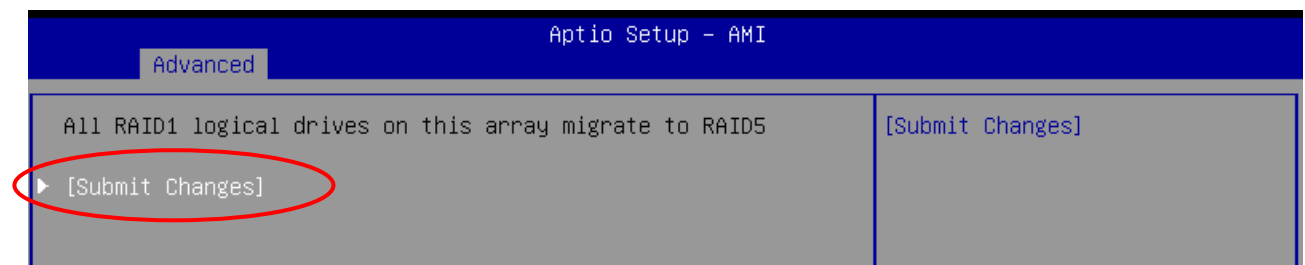 Aptio Setup – AMI
Advanced
All RAID1 logical drives on this array migrate to RAID5
[Submit Changes]
[Submit Changes]